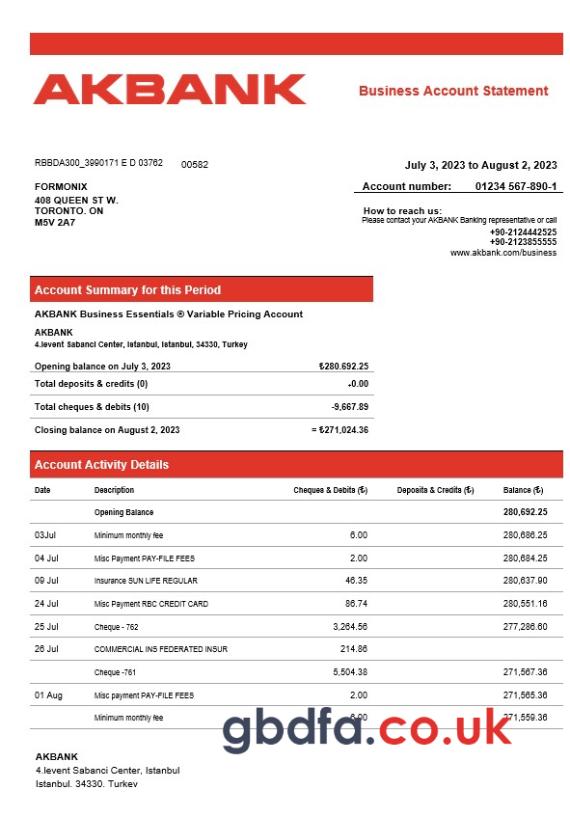 AKBANK
Business Account Statement
RBBDA300_3990171 E D 03762 00582
July 3, 2023 to August 2, 2023
FORMONIX
408 QUEEN ST W.
TORONTO. ON
M5V 2A7
Account number: 01234 567-890-1
How to reach us:
Please contact your AKBANK Banking representative or call
+90-2124442525
+90-2123855555
www.akbank.com/business
Account Summary for this Period
AKBANK Business Essentials ® Variable Pricing Account
AKBANK
4.levent Sabanci Center, Istanbul, Istanbul, 34330, Turkey
Opening balance on July 3, 2023 ₺280.692.25
Total deposits & credits (0) .0.00
Total cheques & debits (10) -9,667.89
Closing balance on August 2, 2023 = ₺271,024.36
Account Activity Details
Date Description Cheques & Debits (₺) Deposits & Credits (₺) Balance (₺)
Opening Balance 280,692.25
03Jul Minimum monthly fee 6.00 280,686.25
04 Jul Misc Payment PAY-FILE FEES 2.00 280,684.25
09 Jul Insurance SUN LIFE REGULAR 46.35 280,637.90
24 Jul Misc Payment RBC CREDIT CARD 86.74 280,551.16
25 Jul Cheque - 762 3,264.56 277,286.60
26 Jul COMMERCIAL INS FEDERATED INSUR 214.86
Cheque -761 5,504.38 271,567.36
01 Aug Misc payment PAY-FILE FEES 2.00 271,565.36
Minimum monthly fee 6.00 271,559.36
gbdfa.co.uk
AKBANK
4.levent Sabanci Center, Istanbul
Istanbul. 34330. Turkev